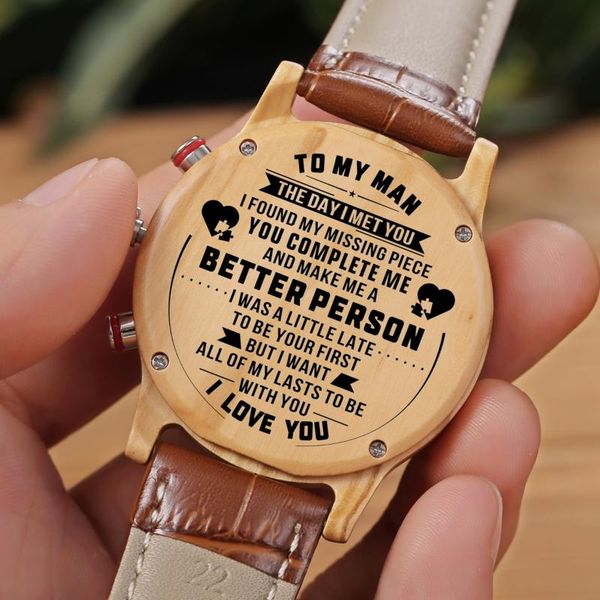 TO MY MAN
THE DAY I MET YOU
I FOUND MY MISSING PIECE
YOU COMPLETE ME
AND MAKE ME A
BETTER PERSON
I WAS A LITTLE LATE
TO BE YOUR FIRST
BUT I WANT
ALL OF MY LASTS TO BE
WITH YOU
I LOVE YOU
22